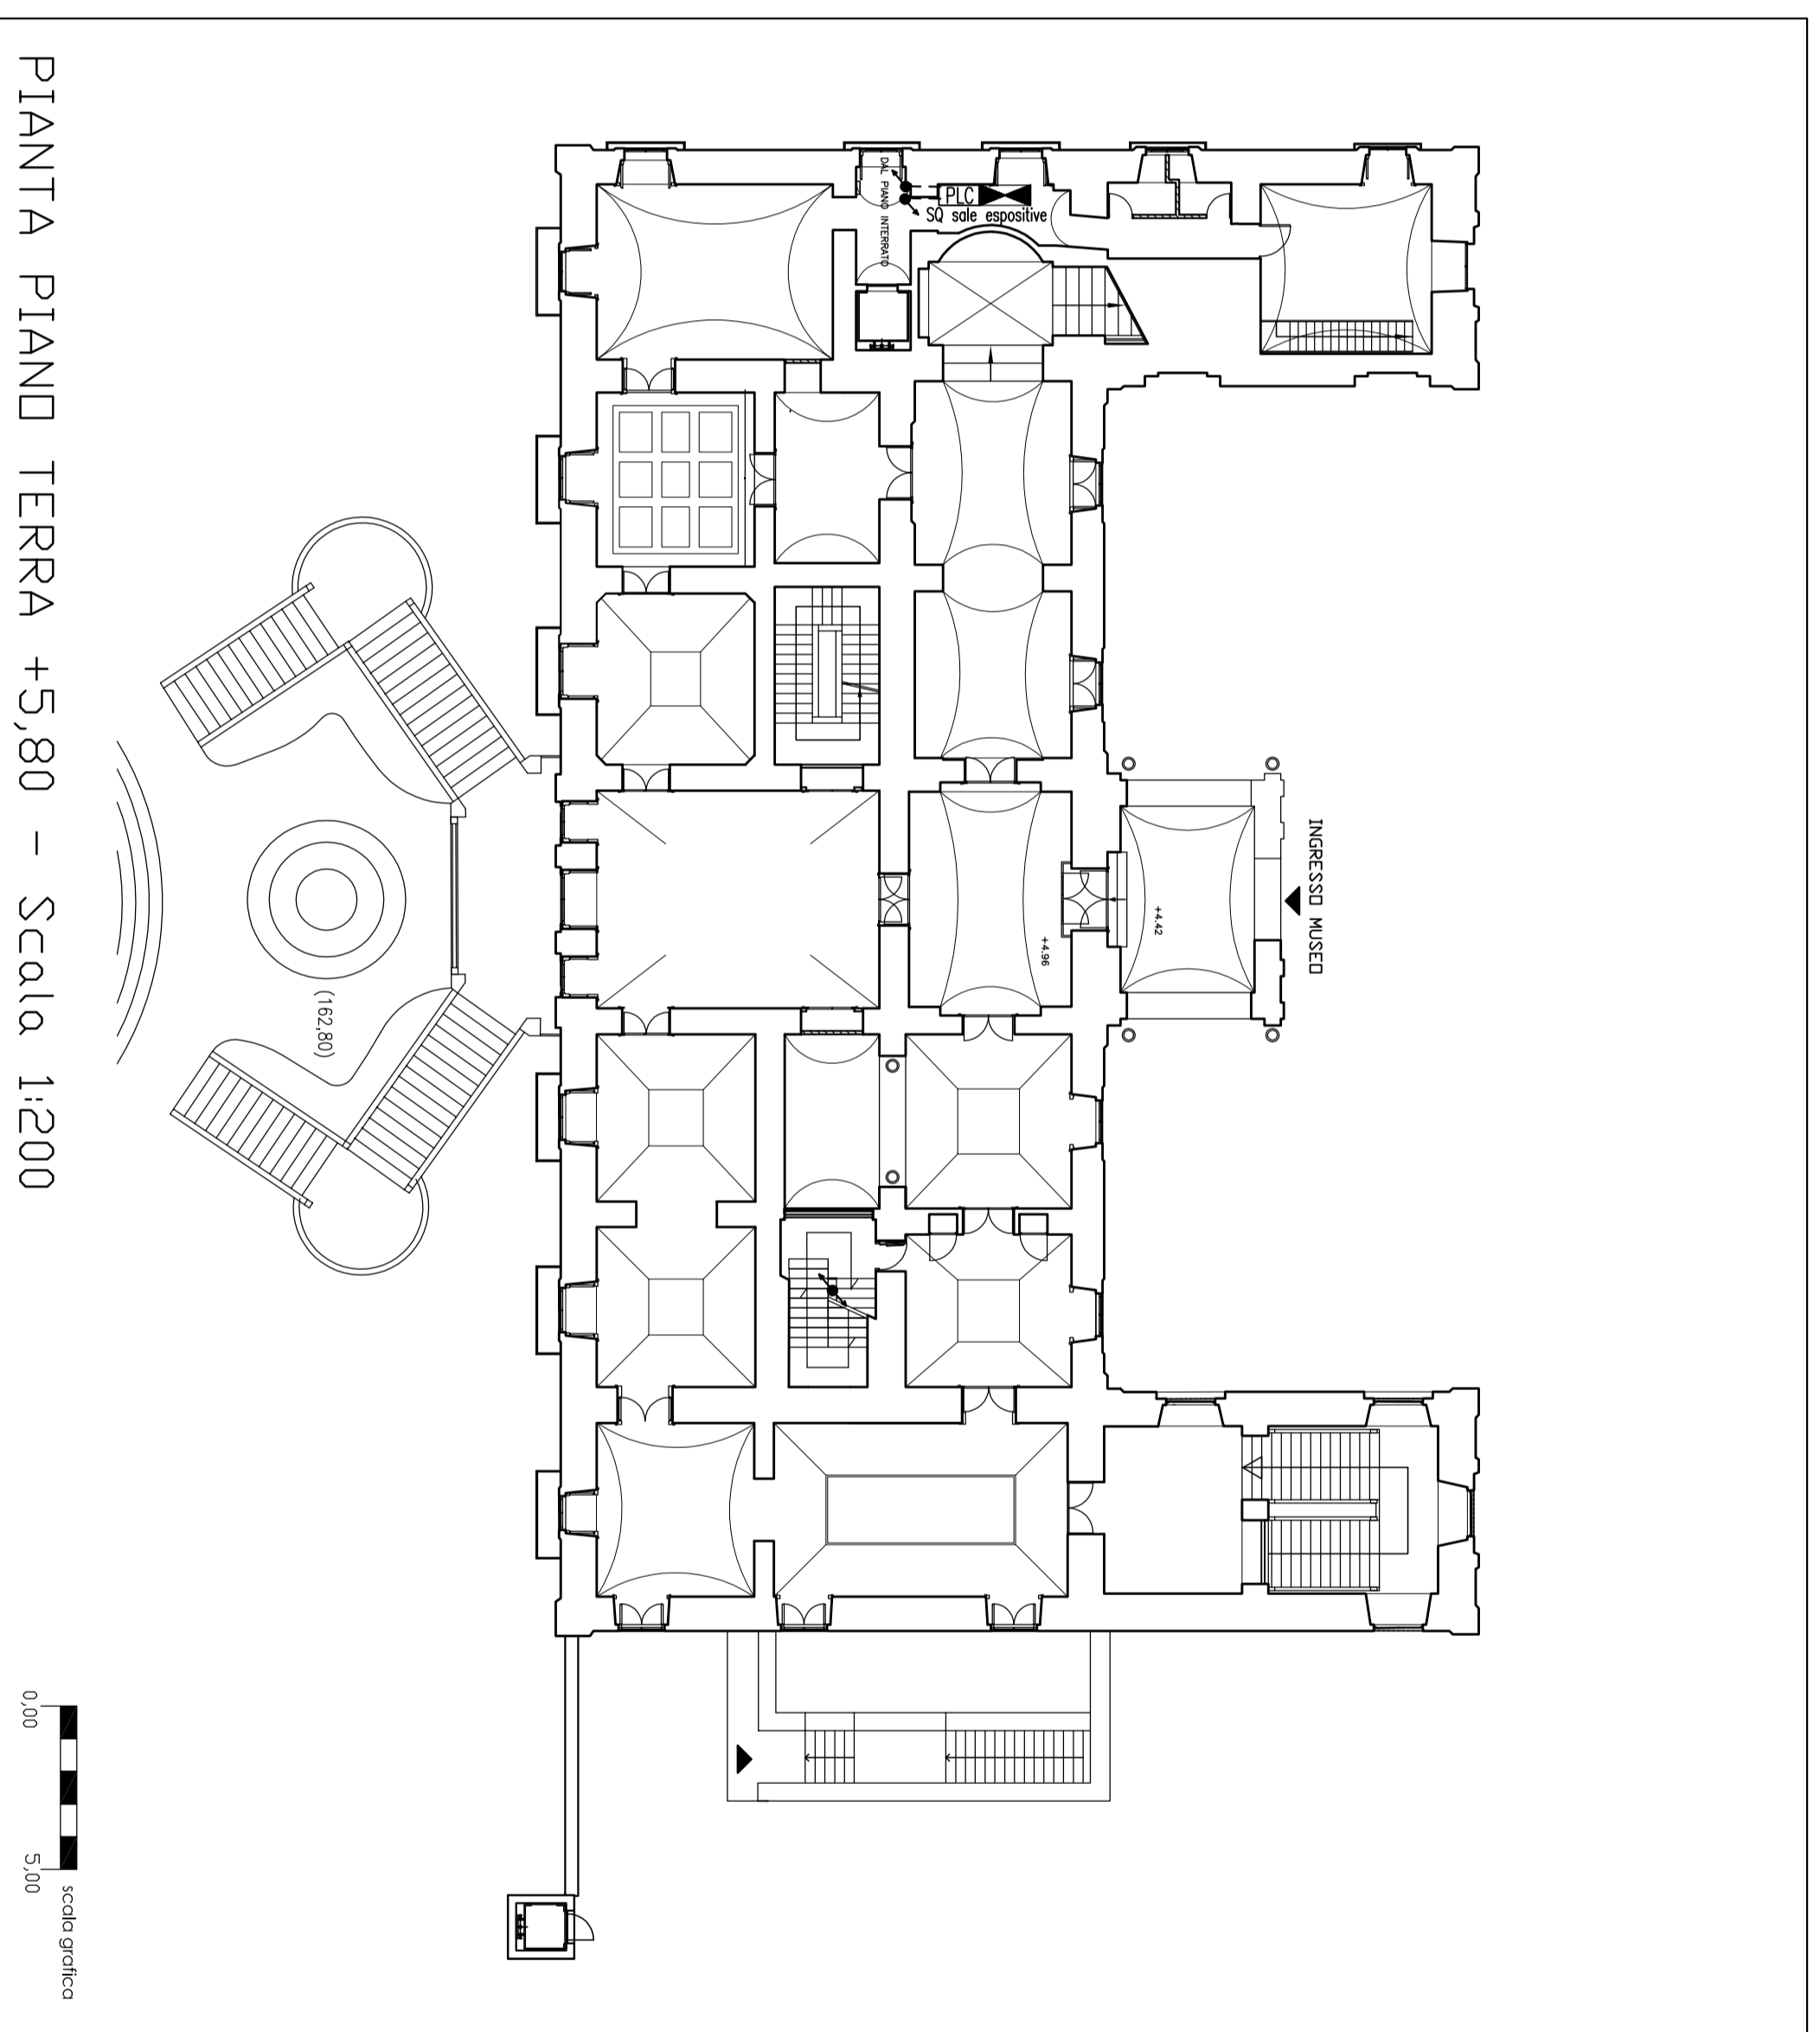 PIANTA PIANO TERRA +5,80 - Scala 1:200
DAL PIANO INTERRATO
PLC
SQ sale espositive
INGRESSO MUSEO
+4.42
+4.96
(162,80)
0,00
5,00
scala grafica